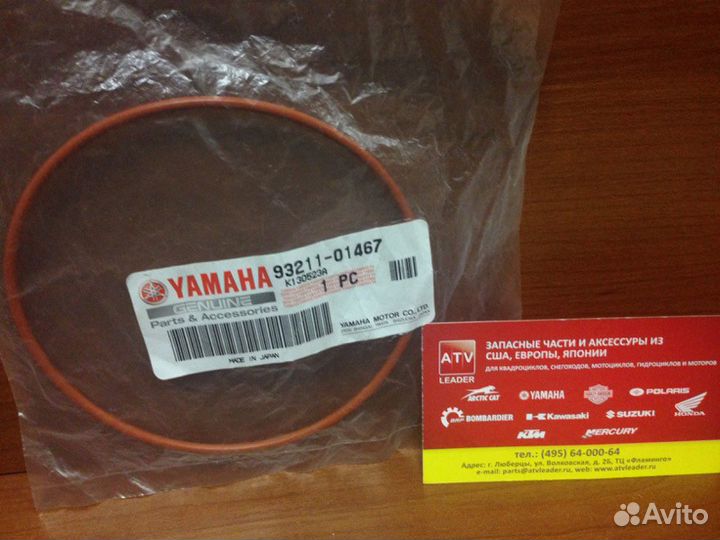 YAMAHA
GENUINE
Parts & Accessories
93211-01467
K130523A
1 PC
YAMAHA MOTOR CO., LTD.
MADE IN JAPAN
ATV
LEADER
ЗАПАСНЫЕ ЧАСТИ И АКСЕССУАРЫ ИЗ
США, ЕВРОПЫ, ЯПОНИИ
ДЛЯ КВАДРОЦИКЛОВ, СНЕГОХОДОВ, МОТОЦИКЛОВ, ГИДРОЦИКЛОВ И МОТОРОВ
ARCTIC CAT YAMAHA POLARIS
BRP BOMBARDIER Kawasaki SUZUKI HONDA
KTM MERCURY
тел.: (495) 64-000-64
Адрес: г. Люберцы, ул. Волковская, д. 26, ТЦ «Фламинго»
e-mail: parts@atvleader.ru, web: www.atvleader.ru
Avito